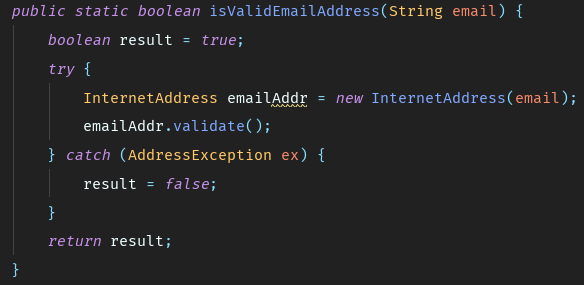 public static boolean isValidEmailAddress(String email) {
    boolean result = true;
    try {
        InternetAddress emailAddr = new InternetAddress(email);
        emailAddr.validate();
    } catch (AddressException ex) {
        result = false;
    }
    return result;
}